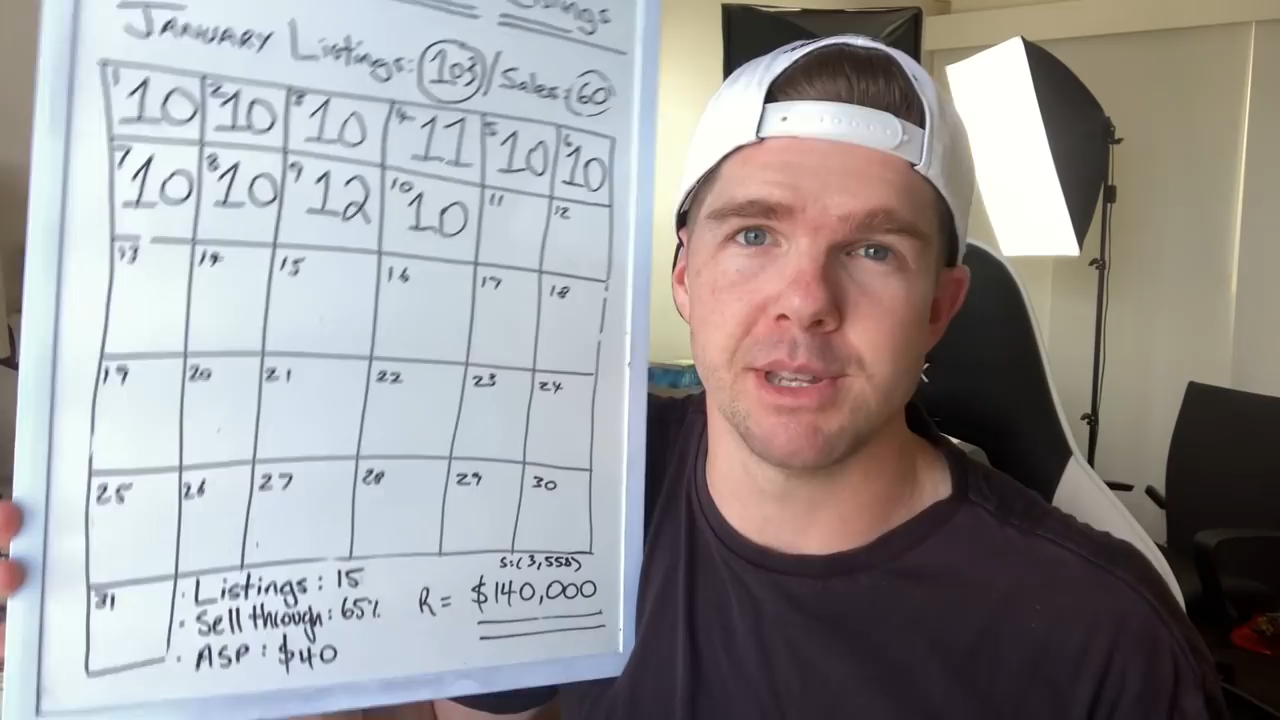 January Listings: 103 / Sales: 60
1 10 2 10 3 10 4 11 5 10 6 10
7 10 8 10 9 12 10 10 11 12
13 14 15 16 17 18
19 20 21 22 23 24
25 26 27 28 29 30
31
S:(3,558)
· Listings: 15
· Sell through: 65%
· ASP: $40
R = $140,000